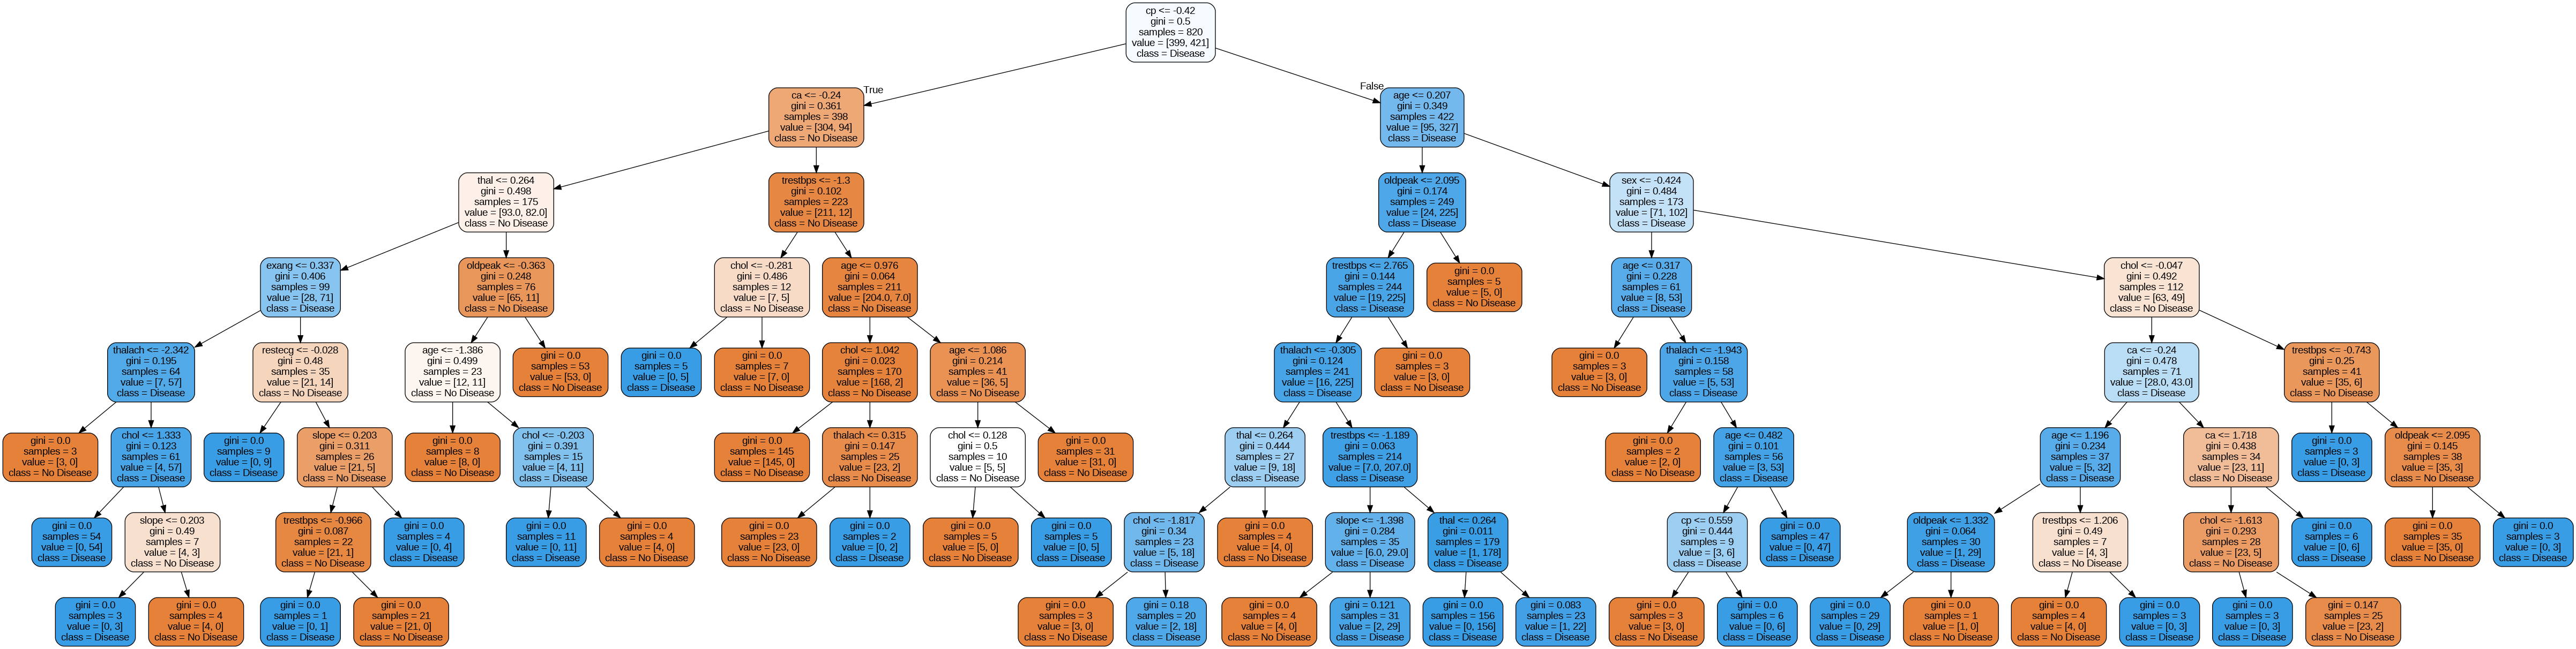 cp <= -0.42
gini = 0.5
samples = 820
value = [399, 421]
class = Disease
True
False
ca <= -0.24
gini = 0.361
samples = 398
value = [304, 94]
class = No Disease
age <= 0.207
gini = 0.349
samples = 422
value = [95, 327]
class = Disease
thal <= 0.264
gini = 0.498
samples = 175
value = [93.0, 82.0]
class = No Disease
trestbps <= -1.3
gini = 0.102
samples = 223
value = [211, 12]
class = No Disease
oldpeak <= 2.095
gini = 0.174
samples = 249
value = [24, 225]
class = Disease
sex <= -0.424
gini = 0.484
samples = 173
value = [71, 102]
class = Disease
exang <= 0.337
gini = 0.406
samples = 99
value = [28, 71]
class = Disease
oldpeak <= -0.363
gini = 0.248
samples = 76
value = [65, 11]
class = No Disease
chol <= -0.281
gini = 0.486
samples = 12
value = [7, 5]
class = No Disease
age <= 0.976
gini = 0.064
samples = 211
value = [204.0, 7.0]
class = No Disease
trestbps <= 2.765
gini = 0.144
samples = 244
value = [19, 225]
class = Disease
gini = 0.0
samples = 5
value = [5, 0]
class = No Disease
age <= 0.317
gini = 0.228
samples = 61
value = [8, 53]
class = Disease
chol <= -0.047
gini = 0.492
samples = 112
value = [63, 49]
class = No Disease
thalach <= -2.342
gini = 0.195
samples = 64
value = [7, 57]
class = Disease
restecg <= -0.028
gini = 0.48
samples = 35
value = [21, 14]
class = No Disease
age <= -1.386
gini = 0.499
samples = 23
value = [12, 11]
class = No Disease
gini = 0.0
samples = 53
value = [53, 0]
class = No Disease
gini = 0.0
samples = 5
value = [0, 5]
class = Disease
gini = 0.0
samples = 7
value = [7, 0]
class = No Disease
chol <= 1.042
gini = 0.023
samples = 170
value = [168, 2]
class = No Disease
age <= 1.086
gini = 0.214
samples = 41
value = [36, 5]
class = No Disease
thalach <= -0.305
gini = 0.124
samples = 241
value = [16, 225]
class = Disease
gini = 0.0
samples = 3
value = [3, 0]
class = No Disease
gini = 0.0
samples = 3
value = [3, 0]
class = No Disease
thalach <= -1.943
gini = 0.158
samples = 58
value = [5, 53]
class = Disease
ca <= -0.24
gini = 0.478
samples = 71
value = [28.0, 43.0]
class = Disease
trestbps <= -0.743
gini = 0.25
samples = 41
value = [35, 6]
class = No Disease
gini = 0.0
samples = 3
value = [3, 0]
class = No Disease
chol <= 1.333
gini = 0.123
samples = 61
value = [4, 57]
class = Disease
gini = 0.0
samples = 9
value = [0, 9]
class = Disease
slope <= 0.203
gini = 0.311
samples = 26
value = [21, 5]
class = No Disease
gini = 0.0
samples = 8
value = [8, 0]
class = No Disease
chol <= -0.203
gini = 0.391
samples = 15
value = [4, 11]
class = Disease
gini = 0.0
samples = 145
value = [145, 0]
class = No Disease
thalach <= 0.315
gini = 0.147
samples = 25
value = [23, 2]
class = No Disease
chol <= 0.128
gini = 0.5
samples = 10
value = [5, 5]
class = No Disease
gini = 0.0
samples = 31
value = [31, 0]
class = No Disease
thal <= 0.264
gini = 0.444
samples = 27
value = [9, 18]
class = Disease
trestbps <= -1.189
gini = 0.063
samples = 214
value = [7.0, 207.0]
class = Disease
gini = 0.0
samples = 2
value = [2, 0]
class = No Disease
age <= 0.482
gini = 0.101
samples = 56
value = [3, 53]
class = Disease
age <= 1.196
gini = 0.234
samples = 37
value = [5, 32]
class = Disease
ca <= 1.718
gini = 0.438
samples = 34
value = [23, 11]
class = No Disease
gini = 0.0
samples = 3
value = [0, 3]
class = Disease
oldpeak <= 2.095
gini = 0.145
samples = 38
value = [35, 3]
class = No Disease
gini = 0.0
samples = 54
value = [0, 54]
class = Disease
slope <= 0.203
gini = 0.49
samples = 7
value = [4, 3]
class = No Disease
trestbps <= -0.966
gini = 0.087
samples = 22
value = [21, 1]
class = No Disease
gini = 0.0
samples = 4
value = [0, 4]
class = Disease
gini = 0.0
samples = 11
value = [0, 11]
class = Disease
gini = 0.0
samples = 4
value = [4, 0]
class = No Disease
gini = 0.0
samples = 23
value = [23, 0]
class = No Disease
gini = 0.0
samples = 2
value = [0, 2]
class = Disease
gini = 0.0
samples = 5
value = [5, 0]
class = No Disease
gini = 0.0
samples = 5
value = [0, 5]
class = Disease
chol <= -1.817
gini = 0.34
samples = 23
value = [5, 18]
class = Disease
gini = 0.0
samples = 4
value = [4, 0]
class = No Disease
slope <= -1.398
gini = 0.284
samples = 35
value = [6.0, 29.0]
class = Disease
thal <= 0.264
gini = 0.011
samples = 179
value = [1, 178]
class = Disease
cp <= 0.559
gini = 0.444
samples = 9
value = [3, 6]
class = Disease
gini = 0.0
samples = 47
value = [0, 47]
class = Disease
oldpeak <= 1.332
gini = 0.064
samples = 30
value = [1, 29]
class = Disease
trestbps <= 1.206
gini = 0.49
samples = 7
value = [4, 3]
class = No Disease
chol <= -1.613
gini = 0.293
samples = 28
value = [23, 5]
class = No Disease
gini = 0.0
samples = 6
value = [0, 6]
class = Disease
gini = 0.0
samples = 35
value = [35, 0]
class = No Disease
gini = 0.0
samples = 3
value = [0, 3]
class = Disease
gini = 0.0
samples = 3
value = [0, 3]
class = Disease
gini = 0.0
samples = 4
value = [4, 0]
class = No Disease
gini = 0.0
samples = 1
value = [0, 1]
class = Disease
gini = 0.0
samples = 21
value = [21, 0]
class = No Disease
gini = 0.0
samples = 3
value = [3, 0]
class = No Disease
gini = 0.18
samples = 20
value = [2, 18]
class = Disease
gini = 0.0
samples = 4
value = [4, 0]
class = No Disease
gini = 0.121
samples = 31
value = [2, 29]
class = Disease
gini = 0.0
samples = 156
value = [0, 156]
class = Disease
gini = 0.083
samples = 23
value = [1, 22]
class = Disease
gini = 0.0
samples = 3
value = [3, 0]
class = No Disease
gini = 0.0
samples = 6
value = [0, 6]
class = Disease
gini = 0.0
samples = 29
value = [0, 29]
class = Disease
gini = 0.0
samples = 1
value = [1, 0]
class = No Disease
gini = 0.0
samples = 4
value = [4, 0]
class = No Disease
gini = 0.0
samples = 3
value = [0, 3]
class = Disease
gini = 0.0
samples = 3
value = [0, 3]
class = Disease
gini = 0.147
samples = 25
value = [23, 2]
class = No Disease